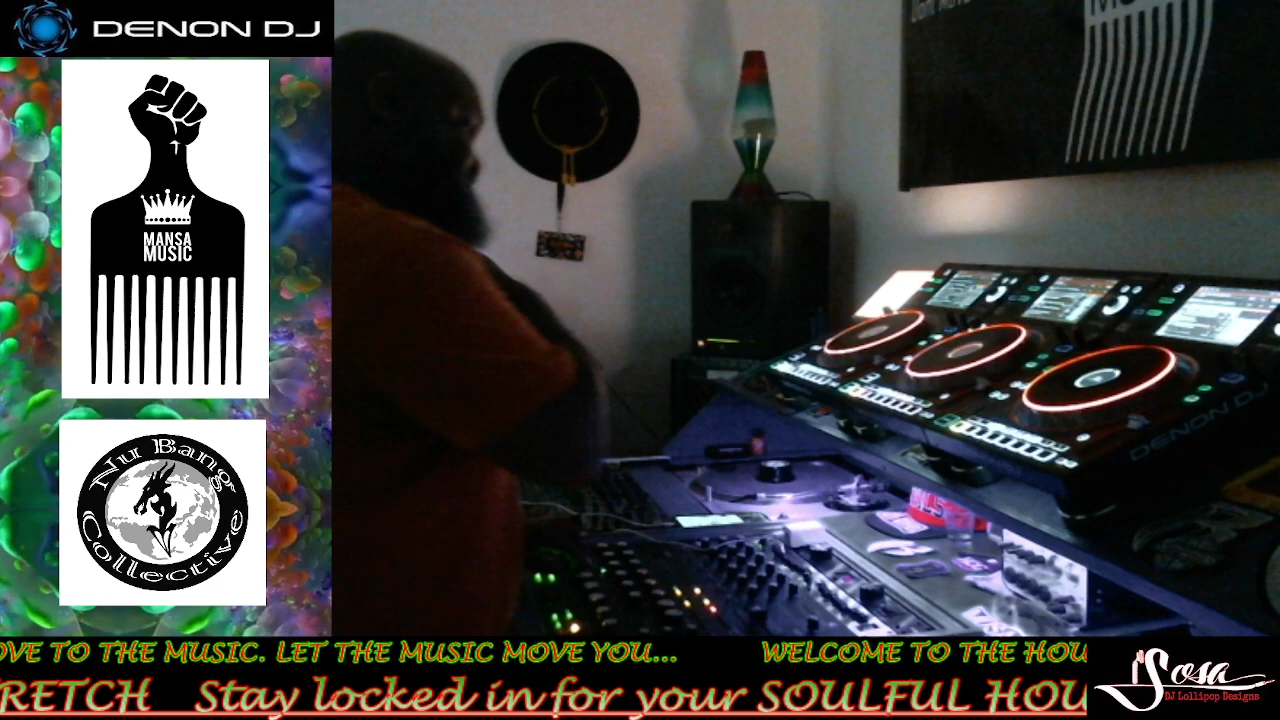 DENON DJ
MANSA
MUSIC
Nu Bang
Collective
DENON DJ
OVE TO THE MUSIC. LET THE MUSIC MOVE YOU... WELCOME TO THE HOU
RETCH Stay locked in for your SOULFUL HOU
Sosa
DJ Lollipop Designs